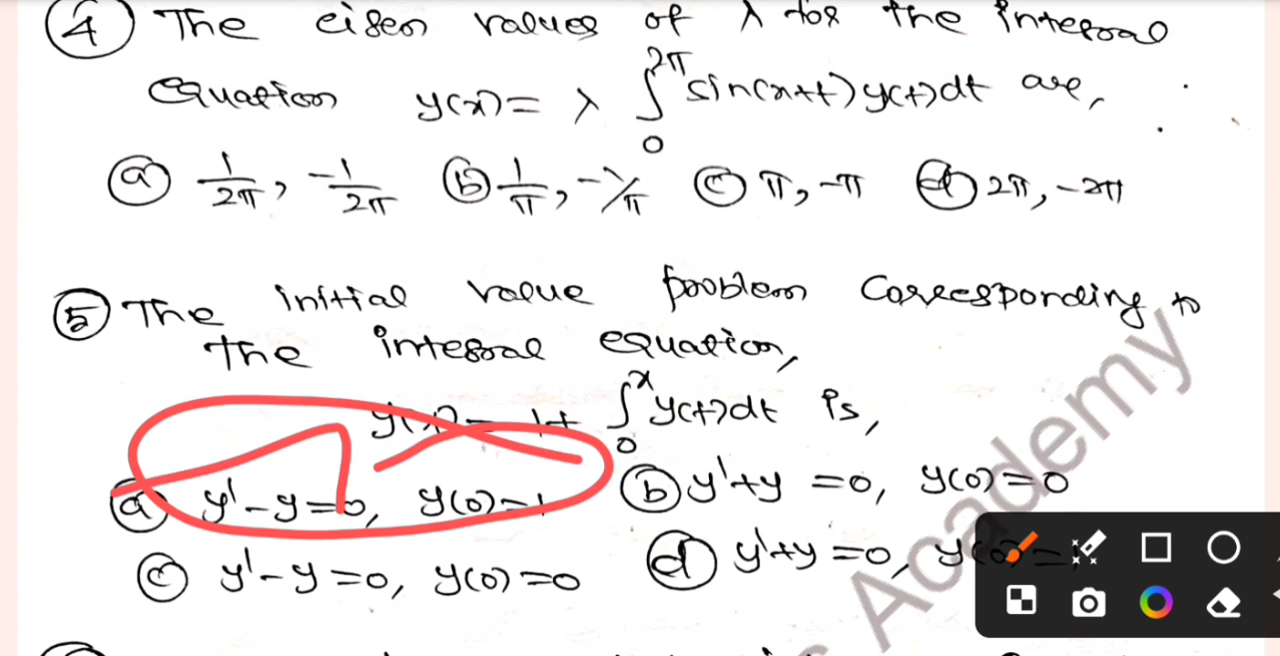 ④ The eigen values of λ for the integral
equation y(x) = λ ∫₀^2π sin(x+t) y(t) dt are,
ⓐ 1/2π, -1/2π ⓑ 1/π, -1/π ⓒ π, -π ⓓ 2π, -2π
⑤ The initial value problem corresponding to
the integral equation,
y(x) = 1+ ∫₀^x y(t) dt is,
ⓐ y' - y = 0, y(0) = 1 ⓑ y' + y = 0, y(0) = 0
ⓒ y' - y = 0, y(0) = 0 ⓓ y' + y = 0, y(0) =
Academy